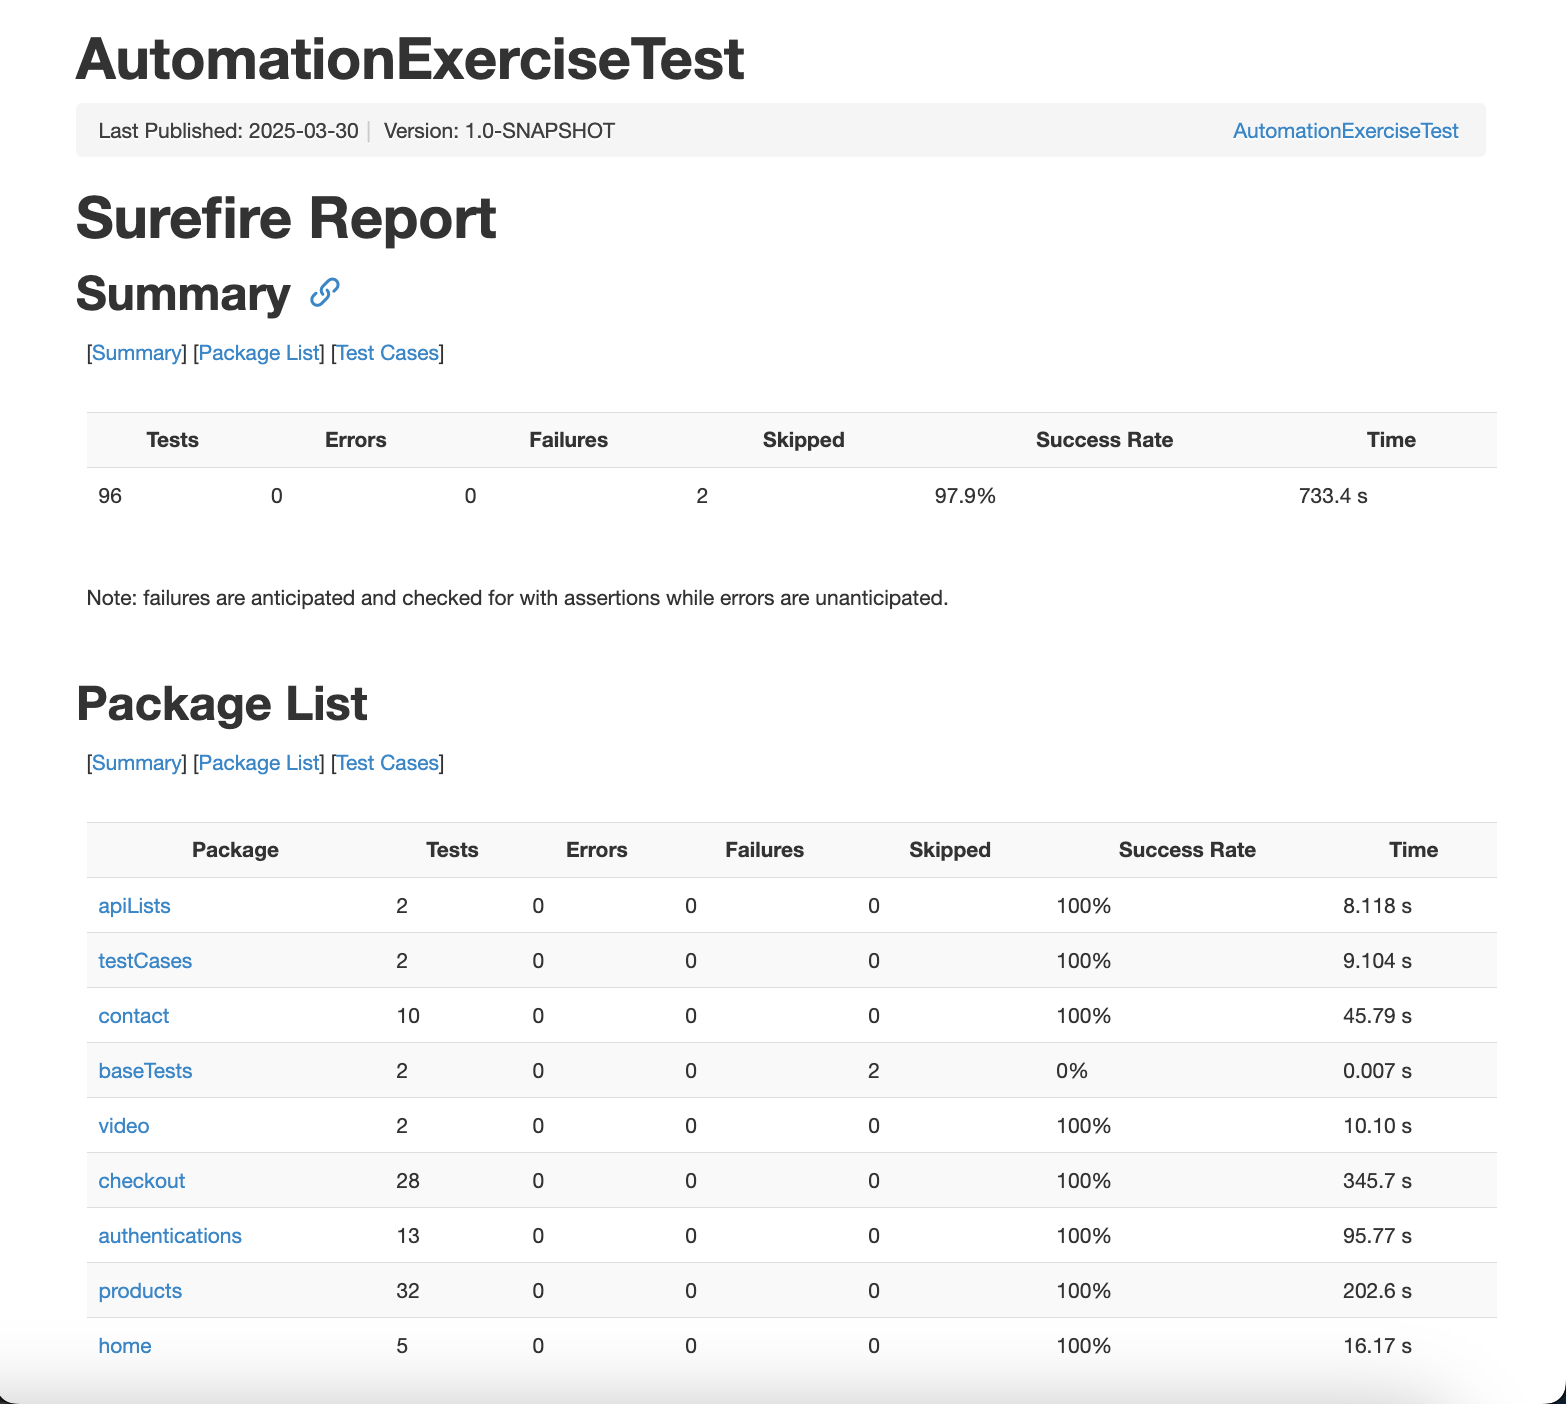 AutomationExerciseTest
Last Published: 2025-03-30 | Version: 1.0-SNAPSHOT AutomationExerciseTest
Surefire Report
Summary
[Summary] [Package List] [Test Cases]
Tests Errors Failures Skipped Success Rate Time
96 0 0 2 97.9% 733.4 s
Note: failures are anticipated and checked for with assertions while errors are unanticipated.
Package List
[Summary] [Package List] [Test Cases]
Package Tests Errors Failures Skipped Success Rate Time
apiLists 2 0 0 0 100% 8.118 s
testCases 2 0 0 0 100% 9.104 s
contact 10 0 0 0 100% 45.79 s
baseTests 2 0 0 2 0% 0.007 s
video 2 0 0 0 100% 10.10 s
checkout 28 0 0 0 100% 345.7 s
authentications 13 0 0 0 100% 95.77 s
products 32 0 0 0 100% 202.6 s
home 5 0 0 0 100% 16.17 s